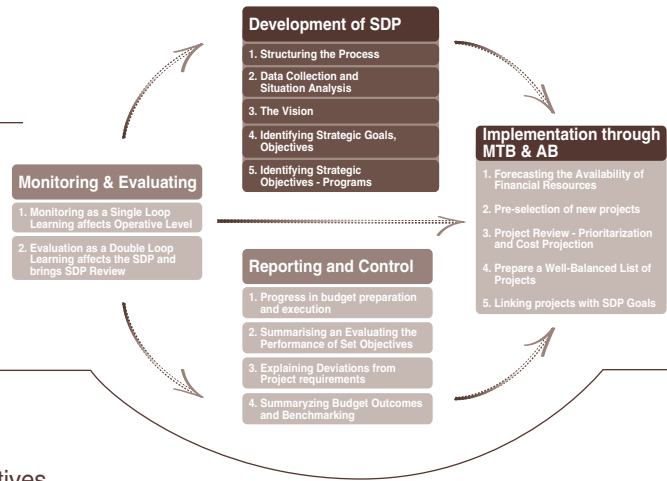 Development of SDP
1. Structuring the Process
2. Data Collection and
Situation Analysis
3. The Vision
4. Identifying Strategic Goals,
Objectives
5. Identifying Strategic
Objectives - Programs
Monitoring & Evaluating
1. Monitoring as a Single Loop
Learning affects Operative Level
2. Evaluation as a Double Loop
Learning affects the SDP and
brings SDP Review
Reporting and Control
1. Progress in budget preparation
and execution
2. Summarising an Evaluating the
Performance of Set Objectives
3. Explaining Deviations from
Project requirements
4. Summaryzing Budget Outcomes
and Benchmarking
Implementation through
MTB & AB
1. Forecasting the Availability of
Financial Resources
2. Pre-selection of new projects
3. Project Review - Prioritarization
and Cost Projection
4. Prepare a Well-Balanced List of
Projects
5. Linking projects with SDP Goals